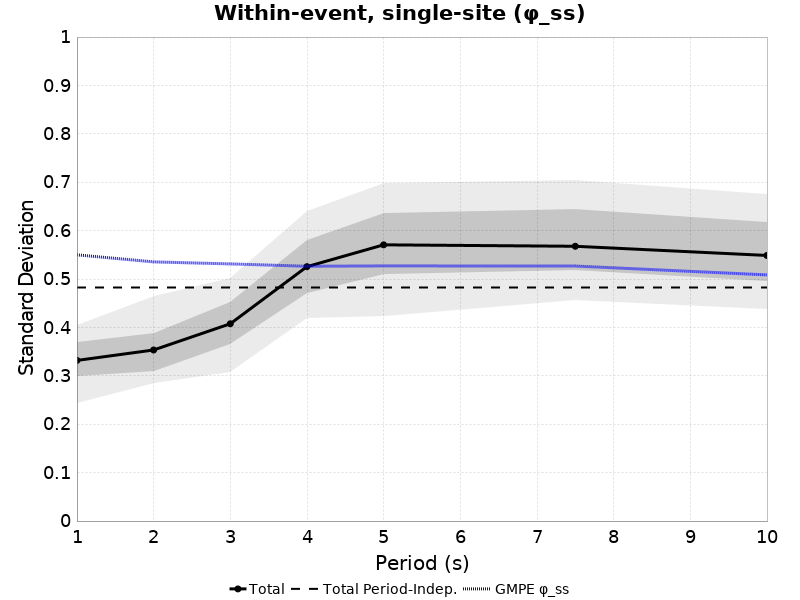 Within-event, single-site (φ_ss)
Standard Deviation
1
0.9
0.8
0.7
0.6
0.5
0.4
0.3
0.2
0.1
0
1 2 3 4 5 6 7 8 9 10
Period (s)
Total Total Period-Indep. GMPE φ_ss